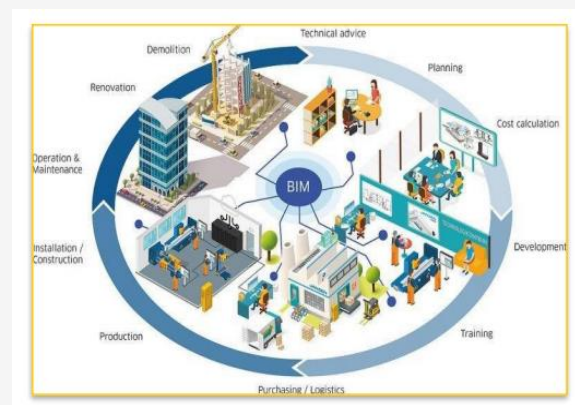 Technical advice
Planning
Cost calculation
Development
Training
Purchasing / Logistics
Production
Installation /
Construction
Operation &
Maintenance
Renovation
Demolition
BIM